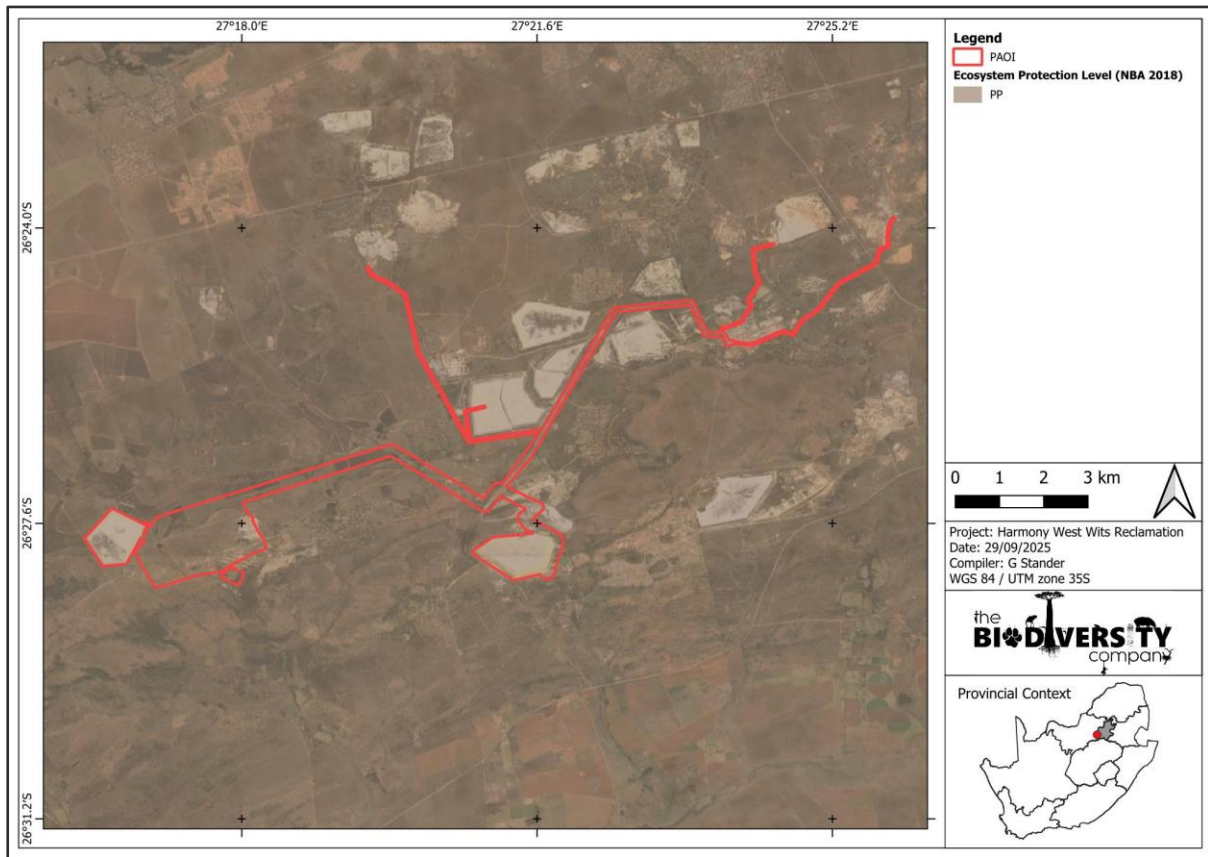 27°18.0'E 27°21.6'E 27°25.2'E
26°24.0'S
26°27.6'S
26°31.2'S
Legend
PAOI
Ecosystem Protection Level (NBA 2018)
PP
0 1 2 3 km
Project: Harmony West Wits Reclamation
Date: 29/09/2025
Compiler: G Stander
WGS 84 / UTM zone 35S
the
BIODIVERSITY
company
Provincial Context